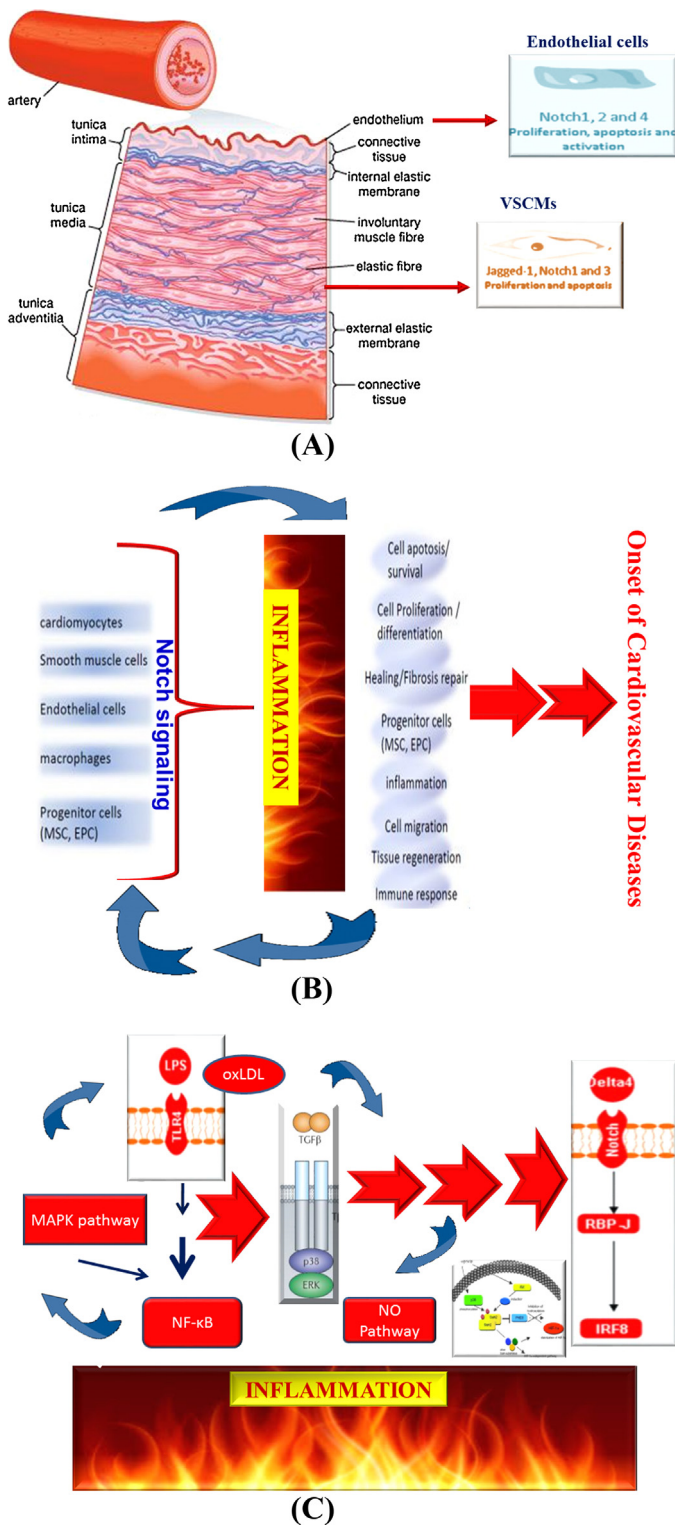 Endothelial cells
Notch1, 2 and 4
Proliferation, apoptosis and
activation
artery
tunica
intima
endothelium
connective
tissue
internal elastic
membrane
tunica
media
involuntary
muscle fibre
elastic fibre
VSCMs
Jagged-1, Notch1 and 3
Proliferation and apoptosis
tunica
adventitia
external elastic
membrane
connective
tissue
(A)
cardiomyocytes
Smooth muscle cells
Endothelial cells
macrophages
Progenitor cells
(MSC, EPC)
Notch signaling
INFLAMMATION
Cell apotosis/
survival
Cell Proliferation /
differentiation
Healing/Fibrosis repair
Progenitor cells
(MSC, EPC)
inflammation
Cell migration
Tissue regeneration
Immune response
Onset of Cardiovascular
Diseases
(B)
LPS
oxLDL
TLR4
MAPK pathway
NF-κB
TGFβ
p38
ERK
NO
Pathway
Delta4
Notch
RBP-J
IRF8
INFLAMMATION
(C)